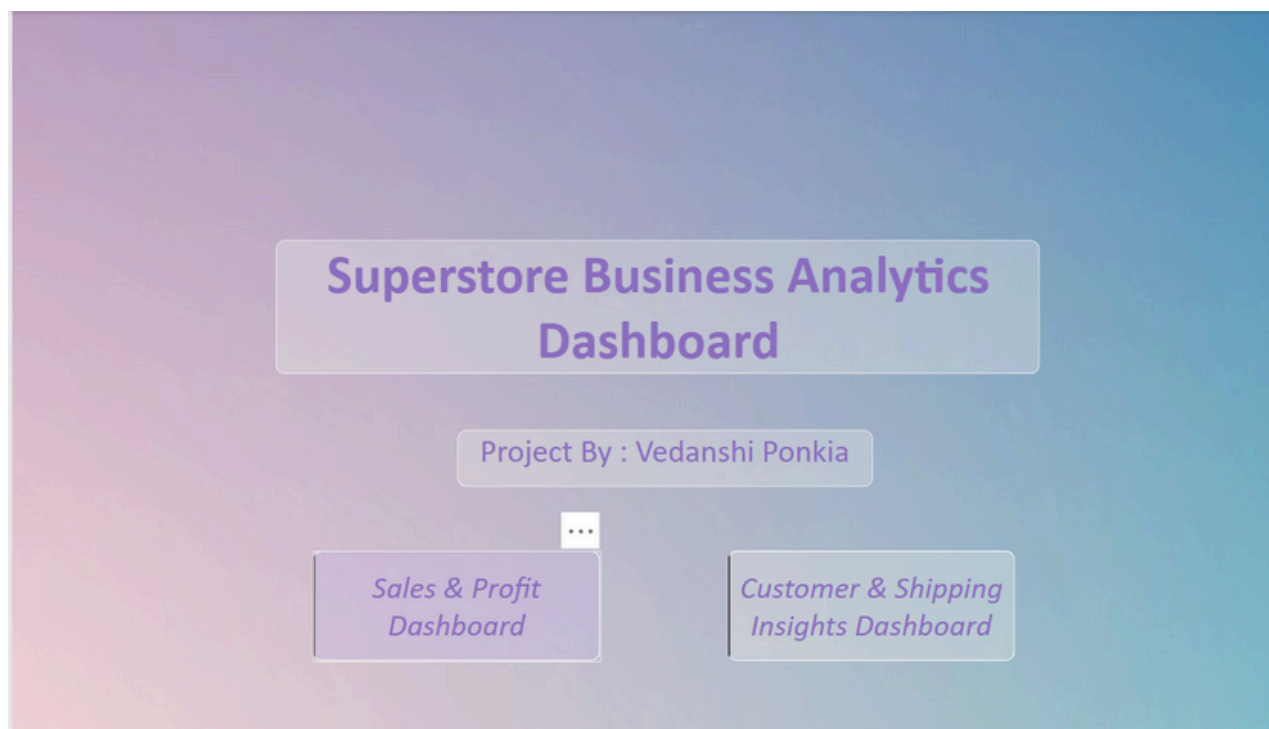 Superstore Business Analytics
Dashboard
Project By : Vedanshi Ponkia
Sales & Profit
Dashboard
Customer & Shipping
Insights Dashboard